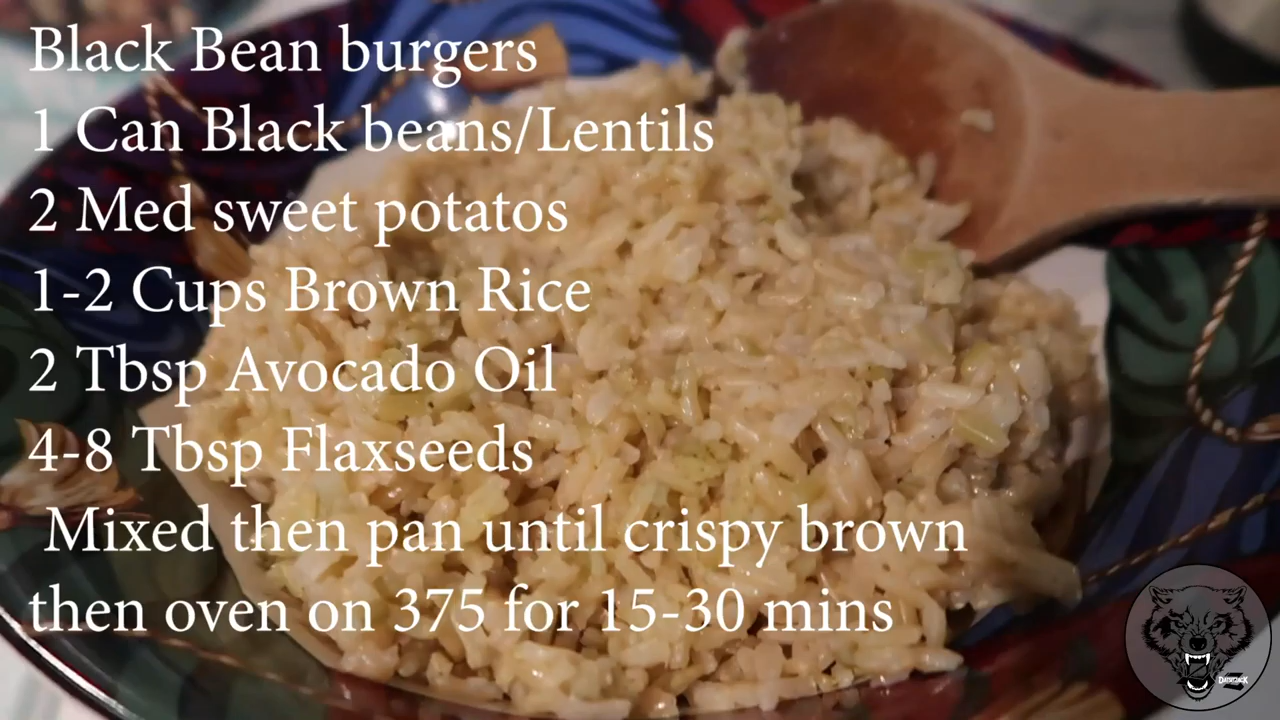 Black Bean burgers
1 Can Black beans/Lentils
2 Med sweet potatos
1-2 Cups Brown Rice
2 Tbsp Avocado Oil
4-8 Tbsp Flaxseeds
Mixed then pan until crispy brown
then oven on 375 for 15-30 mins